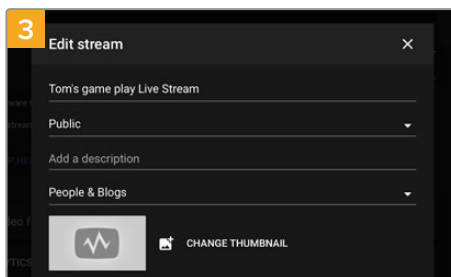 3
Edit stream
Tom's game play Live Stream
Public
Add a description
People & Blogs
CHANGE THUMBNAIL